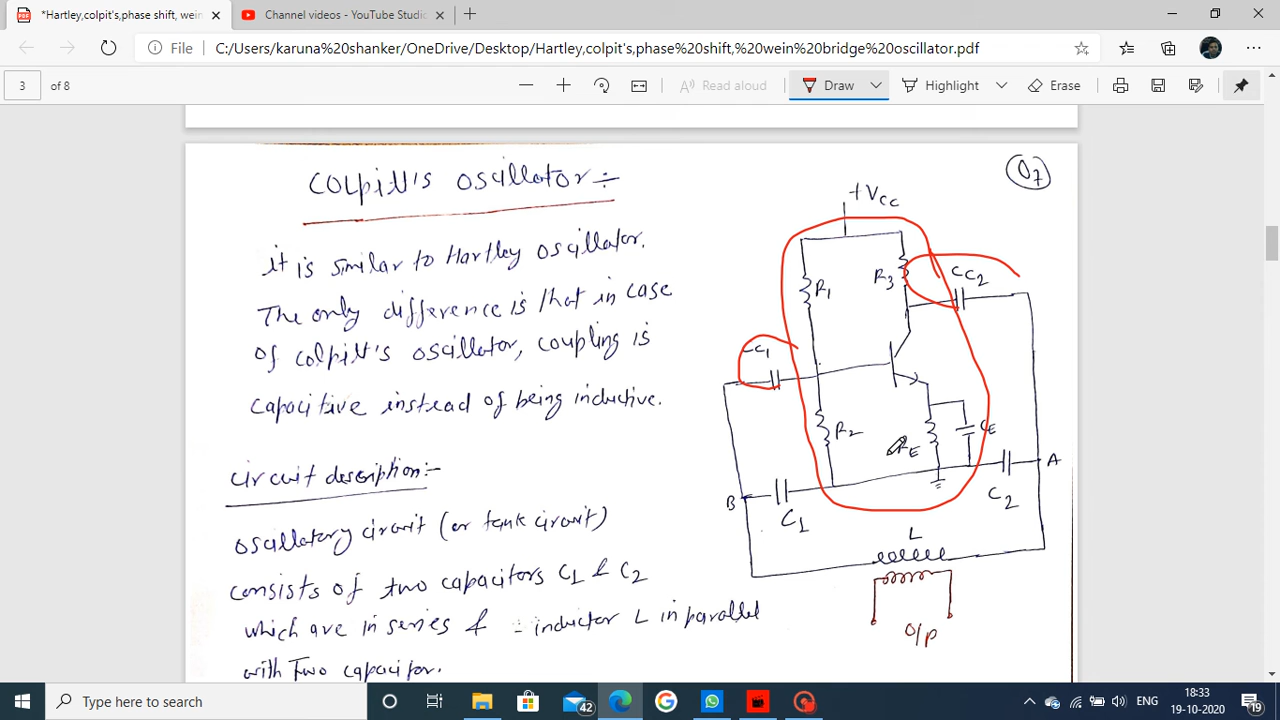 *Hartley,colpit's,phase shift, wein
Channel videos - YouTube Studio
File
C:/Users/karuna%20shanker/OneDrive/Desktop/Hartley,colpit's,phase%20shift,%20wein%20bridge%20oscillator.pdf
3 of 8
Read aloud
Draw
Highlight
Erase
Colpitt's oscillator ÷
07
it is similar to Hartley oscillator.
The only difference is that in case
of colpitt's oscillator, coupling is
capacitive instead of being inductive.
circuit description:-
oscillatory circuit (or tank circuit)
consists of two capacitors C1 & C2
which are in series & inductor L in parallel
with Two capacitor.
+VCC
R1
R3
CC2
CC1
R2
RE
CE
A
B
C1
C2
L
O/P
Type here to search
42
ENG
18:33
19-10-2020
19